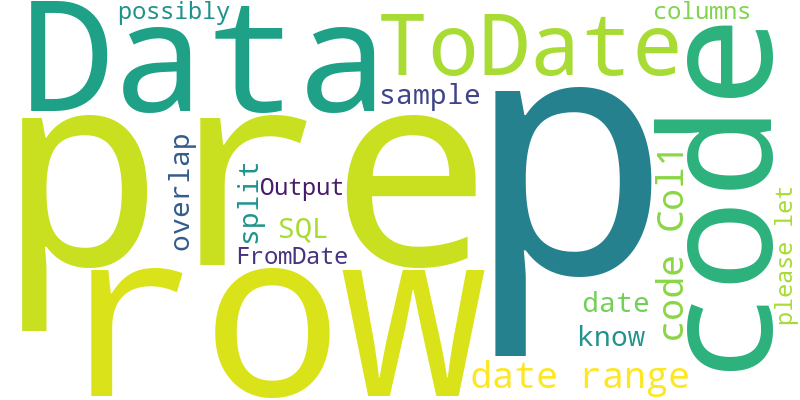 possibly
columns
Data
ToDate
sample
code
pre
p
overlap
split
Output
SQL
FromDate
code Col1
please let
row
date
know
date range